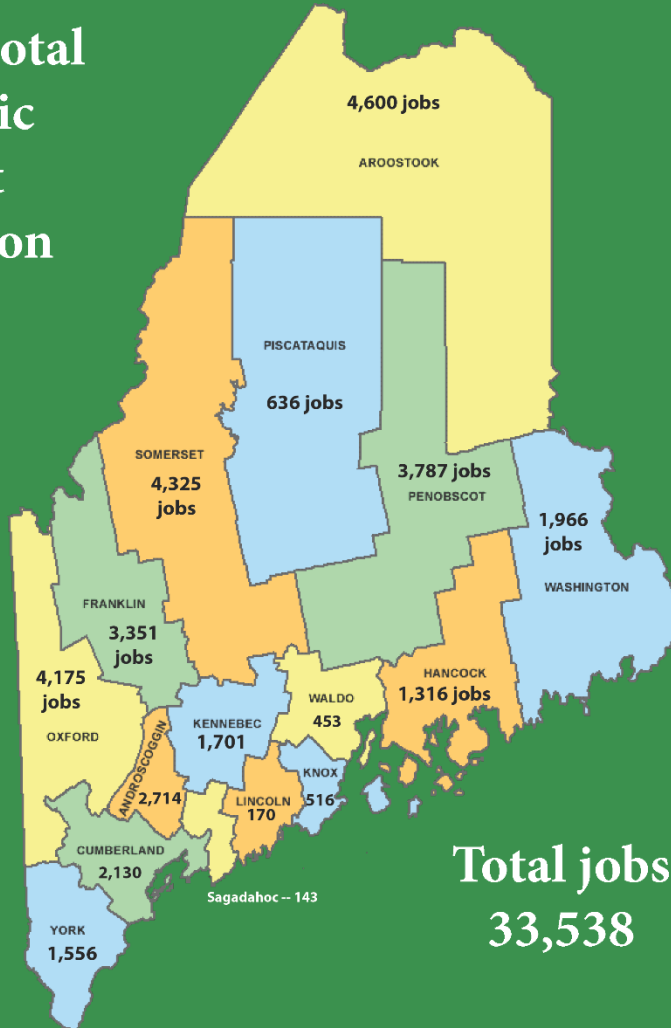 otal
ic
t
on
4,600 jobs
AROOSTOOK
PISCATAQUIS
636 jobs
SOMERSET
4,325
jobs
3,787 jobs
PENOBSCOT
1,966
jobs
WASHINGTON
FRANKLIN
3,351
jobs
4,175
jobs
OXFORD
HANCOCK
1,316 jobs
WALDO
453
KENNEBEC
1,701
ANDROSCOGGIN
2,714
KNOX
516
LINCOLN
170
CUMBERLAND
2,130
Sagadahoc -- 143
YORK
1,556
Total jobs
33,538